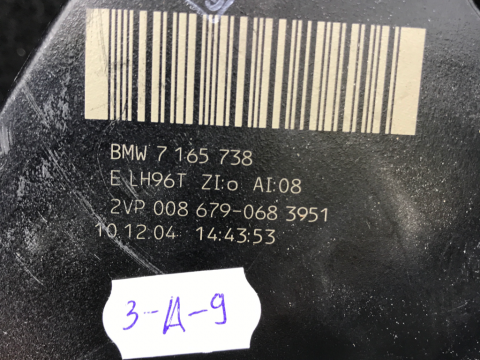 BMW 7 165 738
E LH96T ZI:o AI:08
2VP 008 679-068 3951
10.12.04 14:43:53
3-Д-9